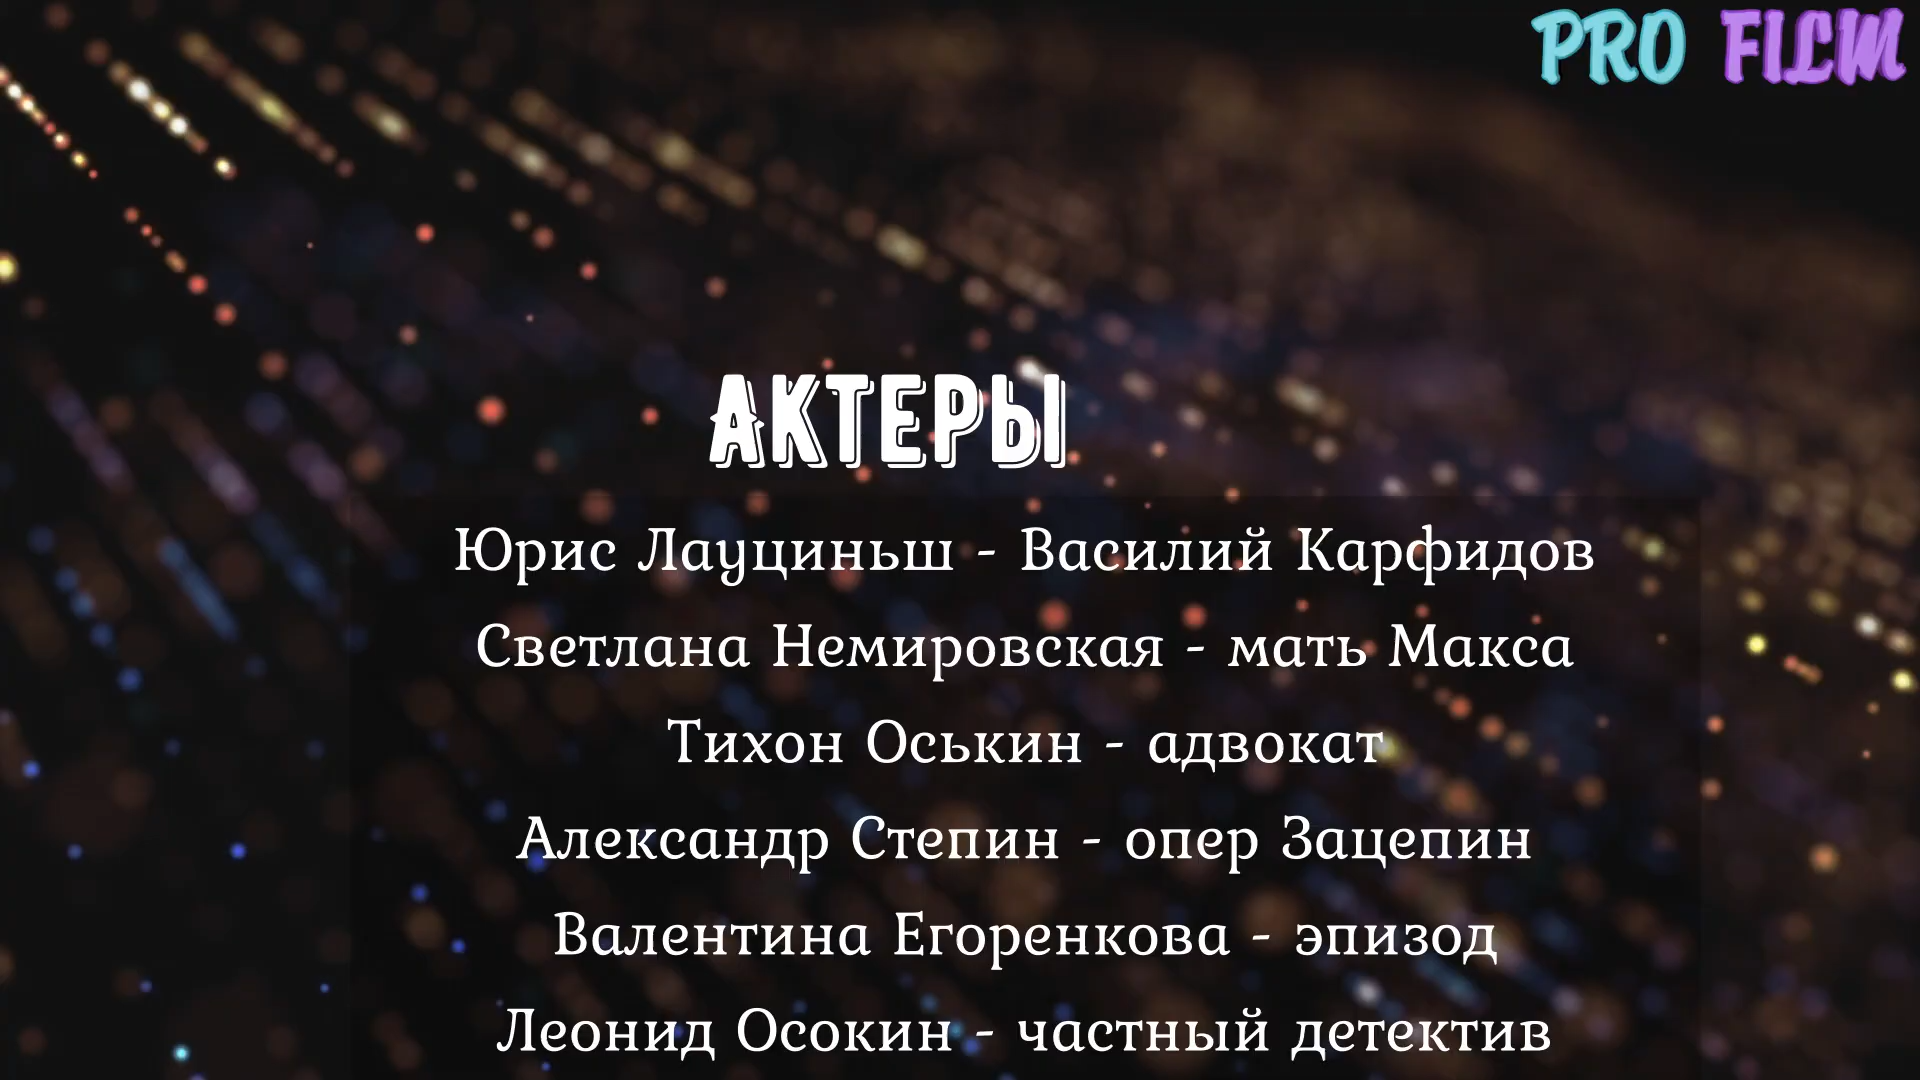 PRO FILM
АКТЕРЫ
Юрис Лауциньш - Василий Карфидов
Светлана Немировская - мать Макса
Тихон Оськин - адвокат
Александр Степин - опер Зацепин
Валентина Егоренкова - эпизод
Леонид Осокин - частный детектив